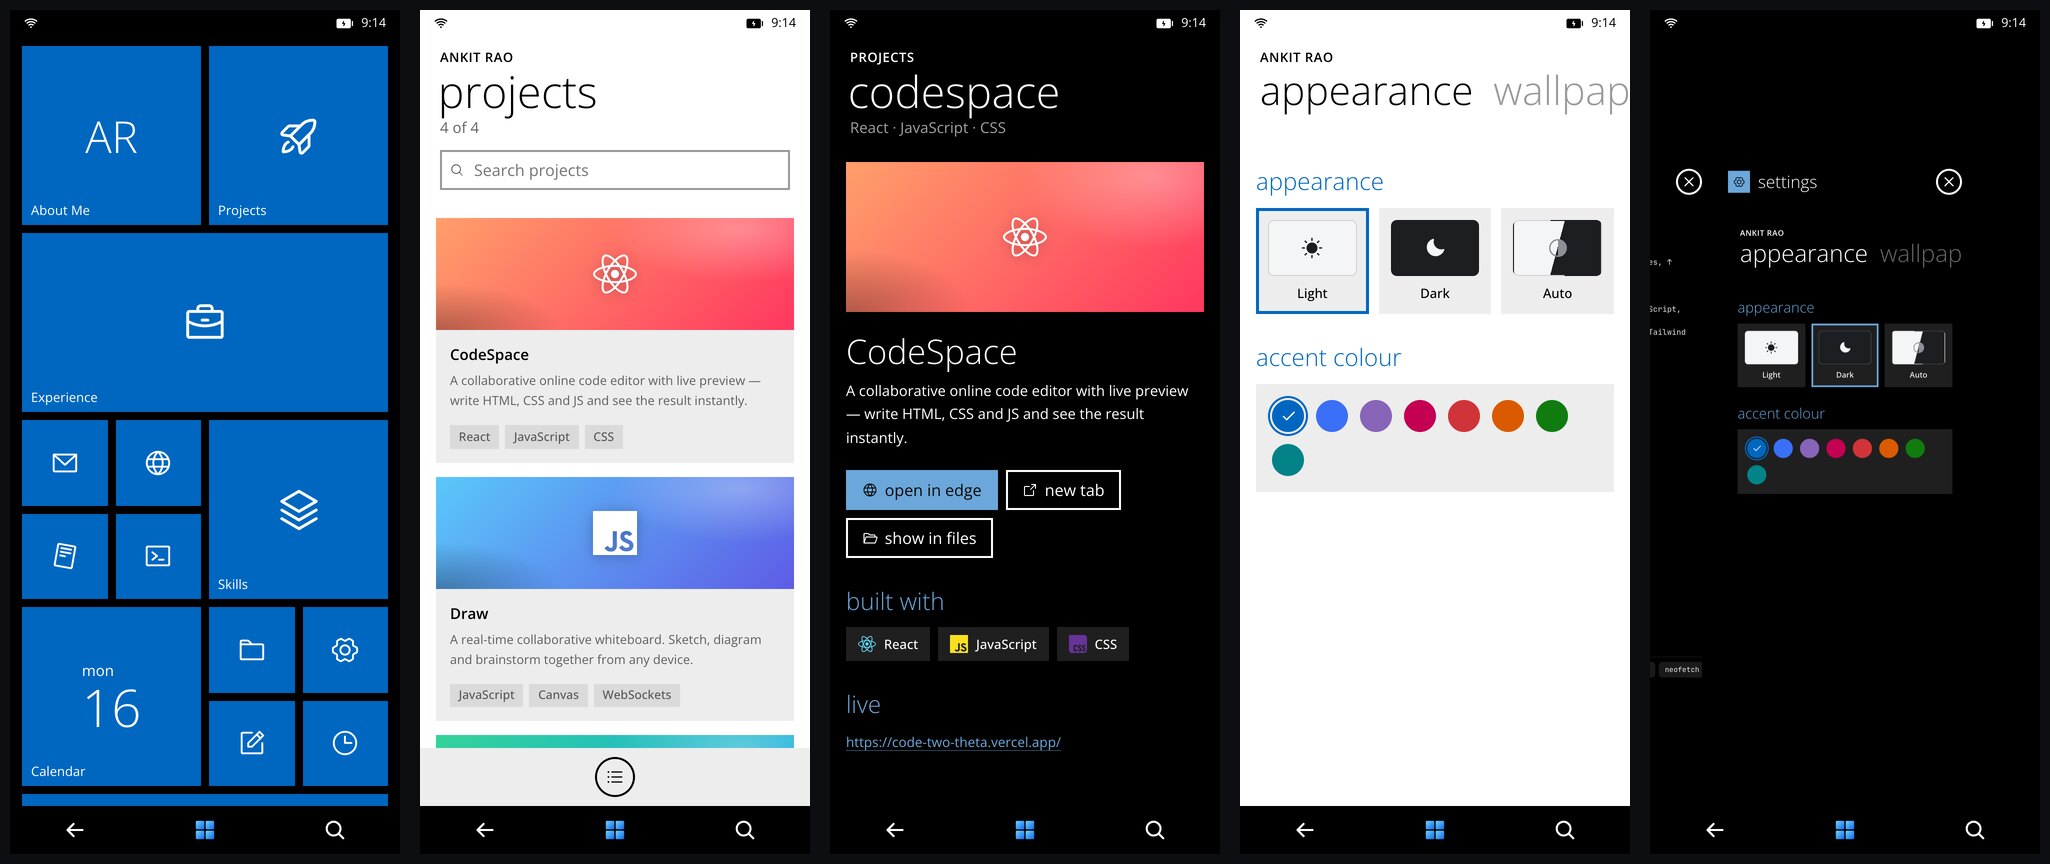 9:14
AR
About Me
Projects
Experience
Skills
mon
16
Calendar
9:14
ANKIT RAO
projects
4 of 4
Search projects
CodeSpace
A collaborative online code editor with live preview —
write HTML, CSS and JS and see the result instantly.
React
JavaScript
CSS
JS
Draw
A real-time collaborative whiteboard. Sketch, diagram
and brainstorm together from any device.
JavaScript
Canvas
WebSockets
9:14
PROJECTS
codespace
React · JavaScript · CSS
CodeSpace
A collaborative online code editor with live preview
— write HTML, CSS and JS and see the result
instantly.
open in edge
new tab
show in files
built with
React
JS JavaScript
CSS CSS
live
https://code-two-theta.vercel.app/
9:14
ANKIT RAO
appearance wallpap
appearance
Light
Dark
Auto
accent colour
9:14
settings
ANKIT RAO
appearance wallpap
es, ↑
appearance
Script,
Tailwind
Light
Dark
Auto
accent colour
neofetch